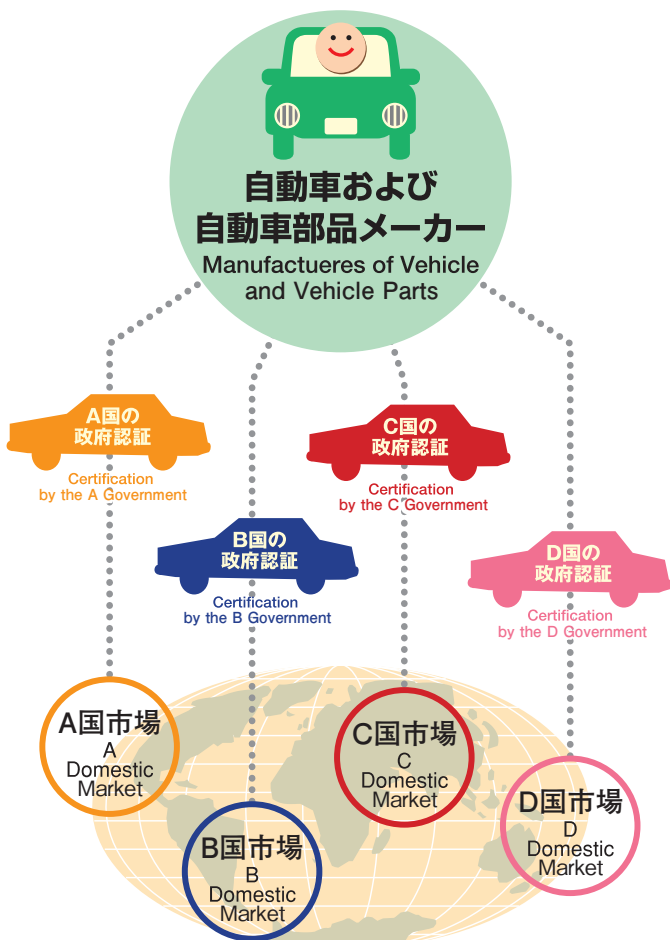 自動車および
自動車部品メーカー
Manufactueres of Vehicle
and Vehicle Parts
A国の
政府認証
Certification
by the A Government
C国の
政府認証
Certification
by the C Government
B国の
政府認証
Certification
by the B Government
D国の
政府認証
Certification
by the D Government
A国市場
A
Domestic
Market
C国市場
C
Domestic
Market
D国市場
D
Domestic
Market
B国市場
B
Domestic
Market